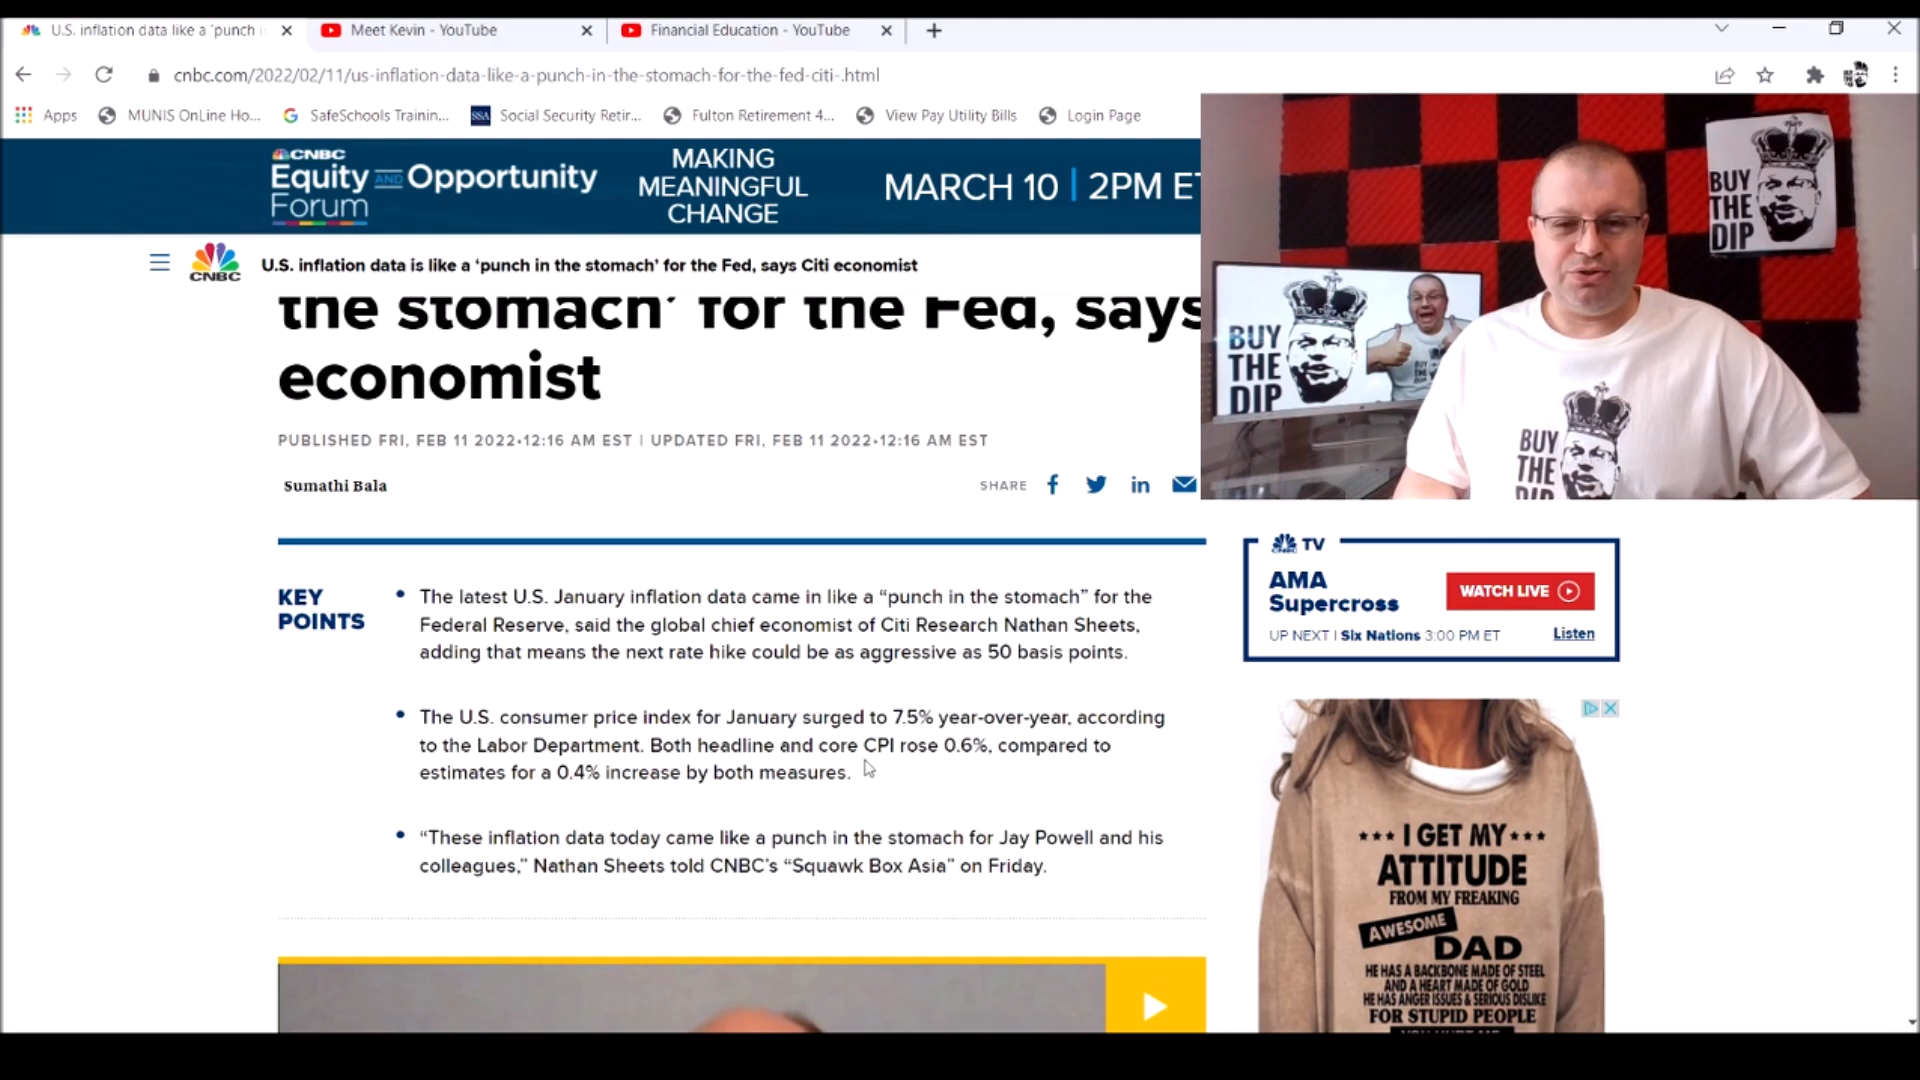 U.S. inflation data like a 'punch i
Meet Kevin - YouTube
Financial Education - YouTube
cnbc.com/2022/02/11/us-inflation-data-like-a-punch-in-the-stomach-for-the-fed-citi-.html
Apps
MUNIS OnLine Ho...
SafeSchools Trainin...
SSA
Social Security Retir...
Fulton Retirement 4...
View Pay Utility Bills
Login Page
CNBC
Equity AND Opportunity
Forum
MAKING
MEANINGFUL
CHANGE
MARCH 10 | 2PM ET
CNBC
U.S. inflation data is like a ‘punch in the stomach’ for the Fed, says Citi economist
the stomach’ for the Fed, says
economist
PUBLISHED FRI, FEB 11 2022•12:16 AM EST | UPDATED FRI, FEB 11 2022•12:16 AM EST
Sumathi Bala
SHARE
KEY
POINTS
The latest U.S. January inflation data came in like a “punch in the stomach” for the
Federal Reserve, said the global chief economist of Citi Research Nathan Sheets,
adding that means the next rate hike could be as aggressive as 50 basis points.
The U.S. consumer price index for January surged to 7.5% year-over-year, according
to the Labor Department. Both headline and core CPI rose 0.6%, compared to
estimates for a 0.4% increase by both measures.
“These inflation data today came like a punch in the stomach for Jay Powell and his
colleagues,” Nathan Sheets told CNBC’s “Squawk Box Asia” on Friday.
BUY
THE
DIP
BUY
THE
DIP
BUY
THE
DIP
CNBC TV
AMA
Supercross
WATCH LIVE
UP NEXT | Six Nations 3:00 PM ET
Listen
I GET MY
ATTITUDE
FROM MY FREAKING
AWESOME
DAD
HE HAS A BACKBONE MADE OF STEEL
AND A HEART MADE OF GOLD
HE HAS ANGER ISSUES & SERIOUS DISLIKE
FOR STUPID PEOPLE